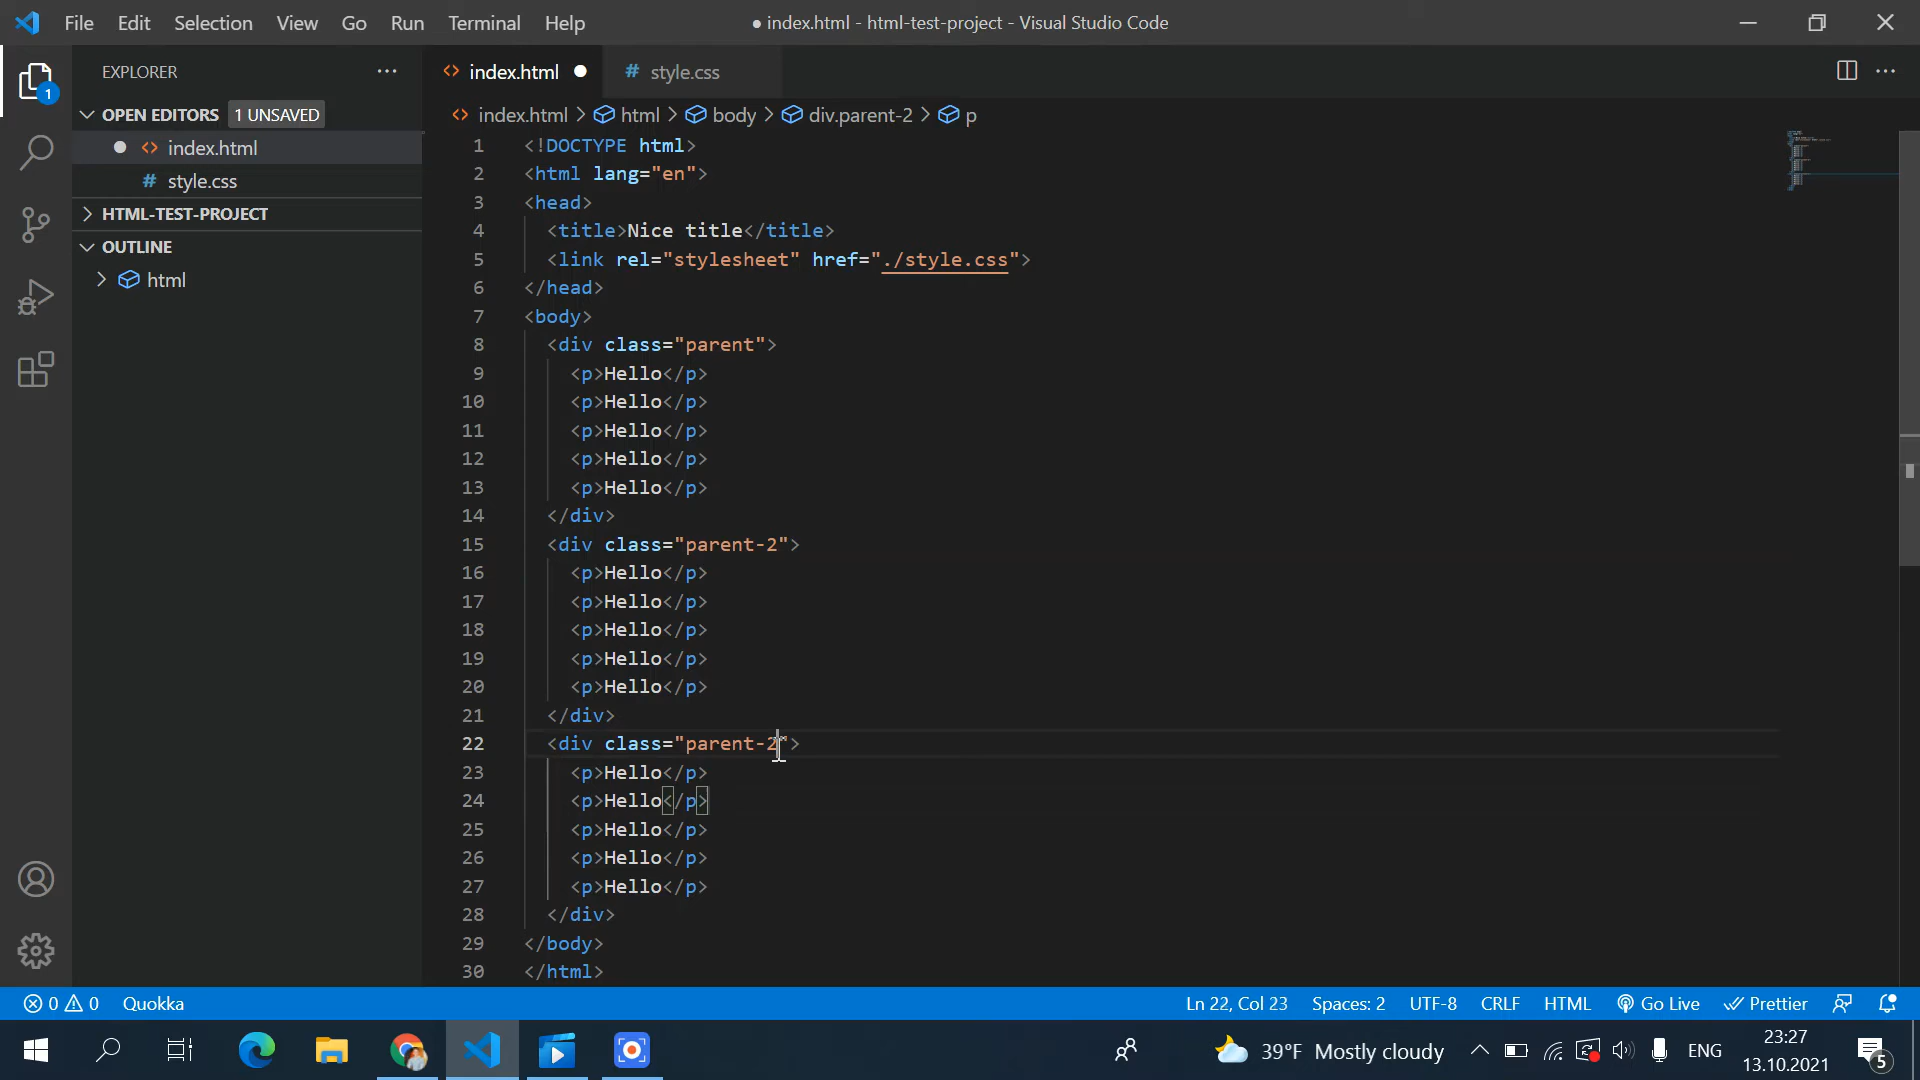 File Edit Selection View Go Run Terminal Help
● index.html - html-test-project - Visual Studio Code
EXPLORER
index.html
style.css
1
OPEN EDITORS 1 UNSAVED
index.html
style.css
HTML-TEST-PROJECT
OUTLINE
html
index.html > html > body > div.parent-2 > p
1 <!DOCTYPE html>
2 <html lang="en">
3 <head>
4 <title>Nice title</title>
5 <link rel="stylesheet" href="./style.css">
6 </head>
7 <body>
8 <div class="parent">
9 <p>Hello</p>
10 <p>Hello</p>
11 <p>Hello</p>
12 <p>Hello</p>
13 <p>Hello</p>
14 </div>
15 <div class="parent-2">
16 <p>Hello</p>
17 <p>Hello</p>
18 <p>Hello</p>
19 <p>Hello</p>
20 <p>Hello</p>
21 </div>
22 <div class="parent-2">
23 <p>Hello</p>
24 <p>Hello</p>
25 <p>Hello</p>
26 <p>Hello</p>
27 <p>Hello</p>
28 </div>
29 </body>
30 </html>
0 0 Quokka
Ln 22, Col 23 Spaces: 2 UTF-8 CRLF HTML Go Live Prettier
39°F Mostly cloudy
ENG
23:27
13.10.2021
5